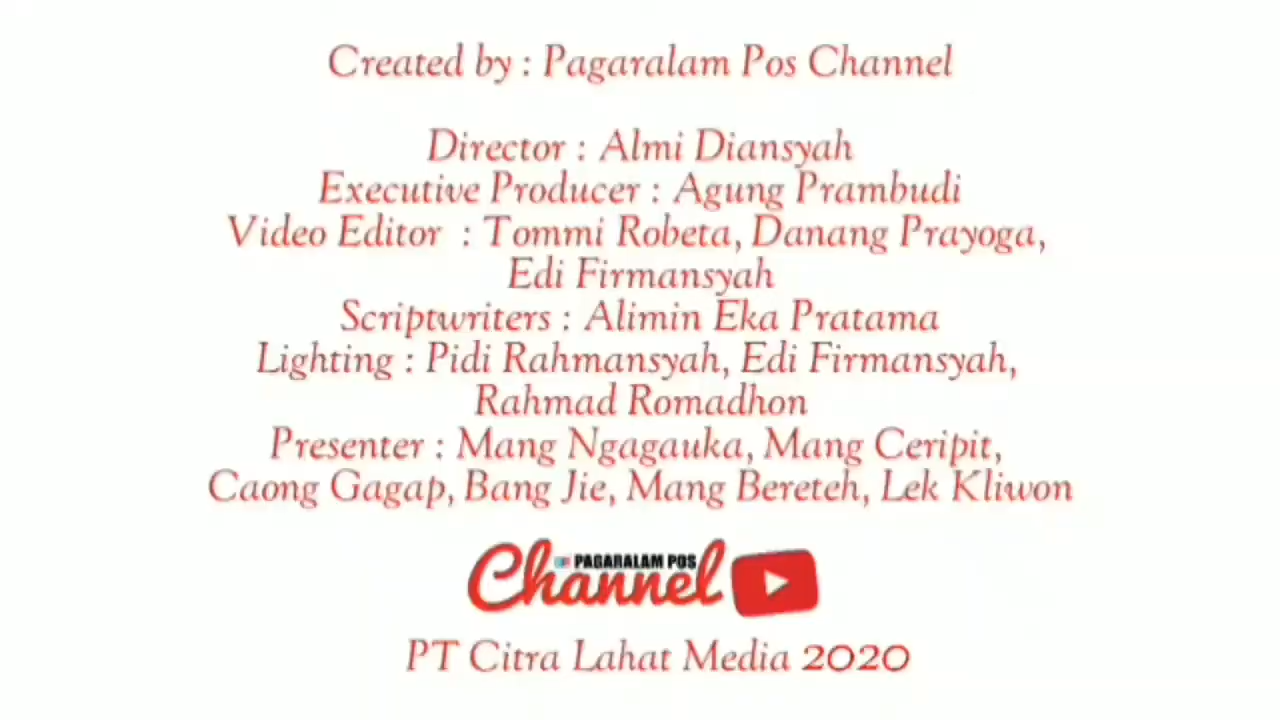 Created by : Pagaralam Pos Channel
Director : Almi Diansyah
Executive Producer : Agung Prambudi
Video Editor : Tommi Robeta, Danang Prayoga,
Edi Firmansyah
Scriptwriters : Alimin Eka Pratama
Lighting : Pidi Rahmansyah, Edi Firmansyah,
Rahmad Romadhon
Presenter : Mang Ngagauka, Mang Ceripit,
Caong Gagap, Bang Jie, Mang Bereteh, Lek Kliwon
PAGARALAM POS
Channel
PT Citra Lahat Media 2020